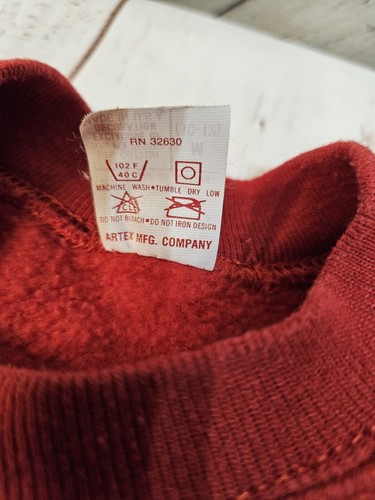 RN 32630
102 F
40 C
MACHINE WASH•TUMBLE DRY LOW
CL
DO NOT BLEACH•DO NOT IRON DESIGN
ARTEX MFG. COMPANY